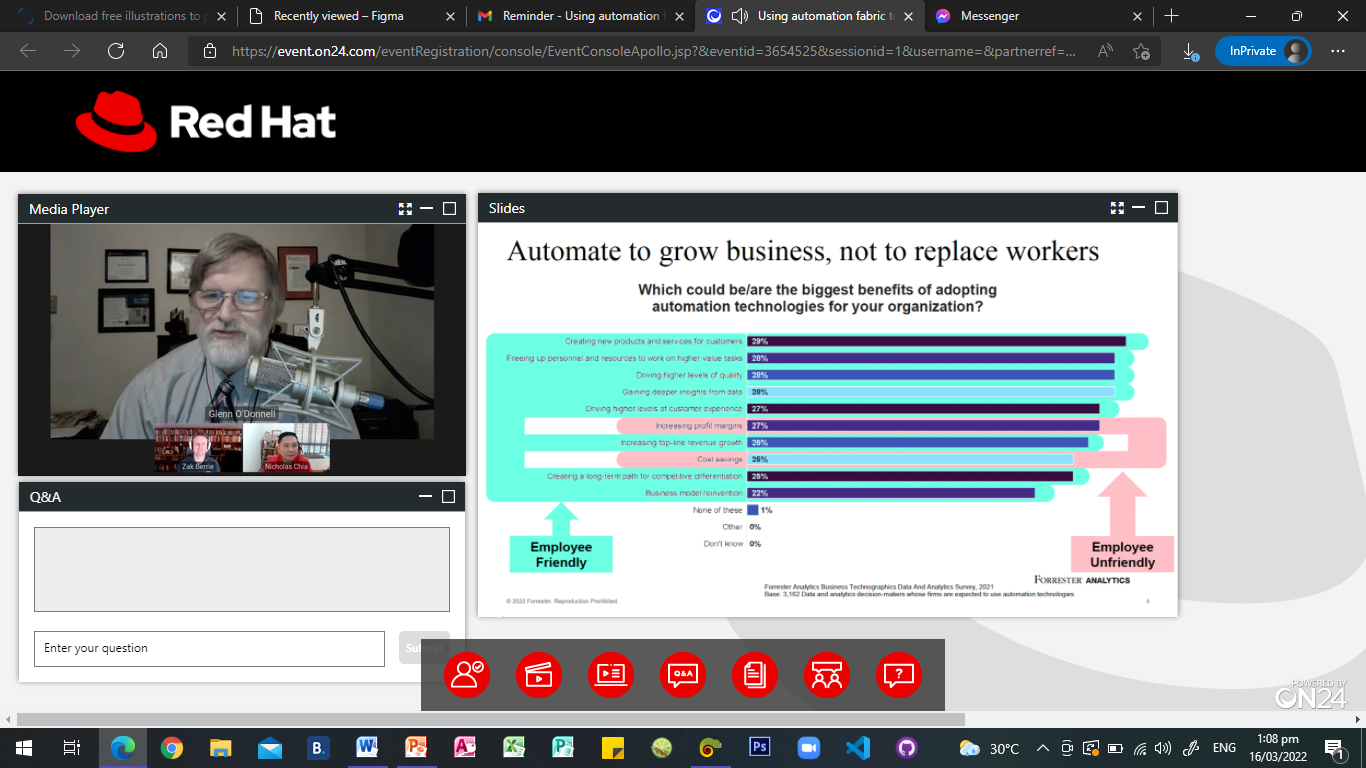 Download free illustrations to p
Recently viewed – Figma
Reminder - Using automation f
Using automation fabric t
Messenger
https://event.on24.com/eventRegistration/console/EventConsoleApollo.jsp?&eventid=3654525&sessionid=1&username=&partnerref=...
InPrivate
Red Hat
Media Player
Glenn O'Donnell
Zak Berrie
Nicholas Chia
Q&A
Enter your question
Submit
Slides
Automate to grow business, not to replace workers
Which could be/are the biggest benefits of adopting
automation technologies for your organization?
Creating new products and services for customers 29%
Freeing up personnel and resources to work on higher-value tasks 28%
Driving higher levels of quality 28%
Gaining deeper insights from data 28%
Driving higher levels of customer experience 27%
Increasing profit margins 27%
Increasing top-line revenue growth 26%
Cost savings 25%
Creating a long-term path for competitive differentiation 25%
Business model reinvention 22%
None of these 1%
Other 0%
Don't know 0%
Employee
Friendly
Employee
Unfriendly
FORRESTER ANALYTICS
Forrester Analytics Business Technographics Data And Analytics Survey, 2021
Base: 3,162 Data and analytics decision-makers whose firms are expected to use automation technologies
© 2022 Forrester. Reproduction Prohibited.
Q&A
?
POWERED BY
ON24
B.
Ps
30°C
ENG
1:08 pm
16/03/2022
1